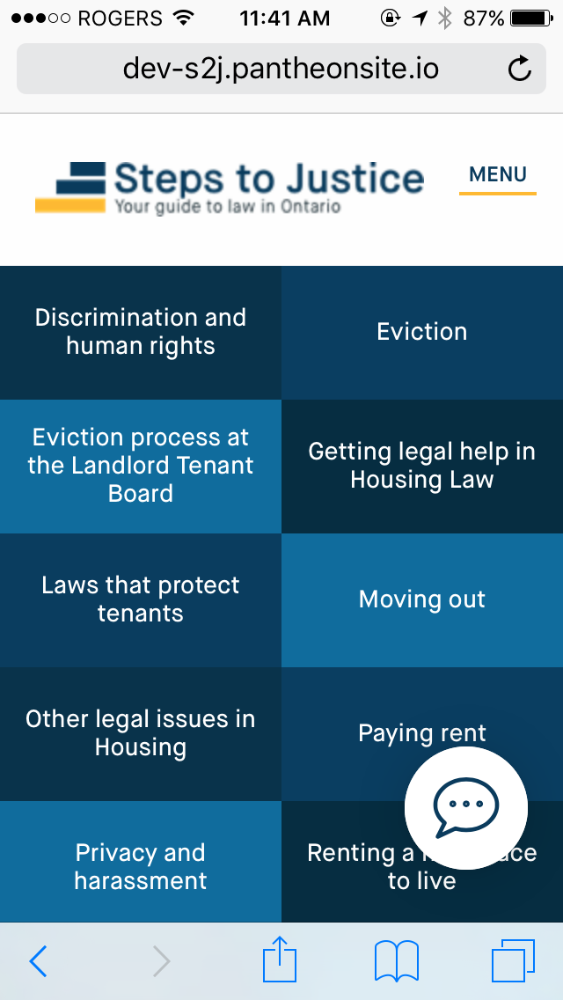 ROGERS 11:41 AM 87%
dev-s2j.pantheonsite.io
Steps to Justice
Your guide to law in Ontario
MENU
Discrimination and
human rights
Eviction
Eviction process at
the Landlord Tenant
Board
Getting legal help in
Housing Law
Laws that protect
tenants
Moving out
Other legal issues in
Housing
Paying rent
Privacy and
harassment
Renting a
to live